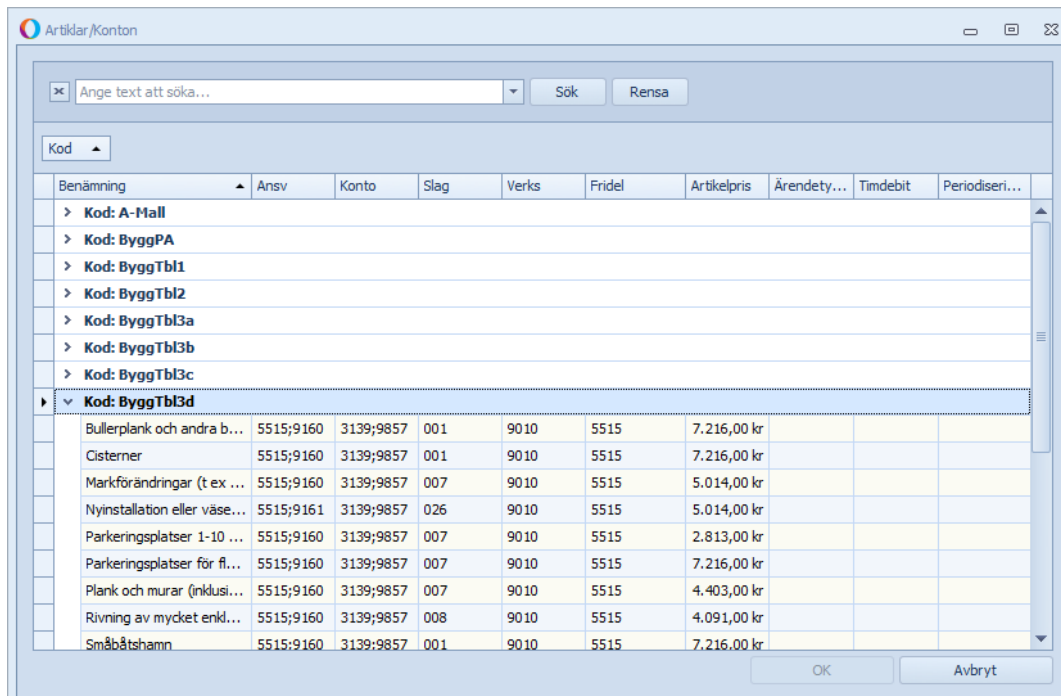 Artiklar/Konton
Ange text att söka... Sök Rensa
Kod
Benämning Ansv Konto Slag Verks Fridel Artikelpris Ärendety... Timdebit Periodiseri...
Kod: A-Mall
Kod: ByggPA
Kod: ByggTbl1
Kod: ByggTbl2
Kod: ByggTbl3a
Kod: ByggTbl3b
Kod: ByggTbl3c
Kod: ByggTbl3d
Bullerplank och andra b... 5515;9160 3139;9857 001 9010 5515 7.216,00 kr
Cisterner 5515;9160 3139;9857 001 9010 5515 7.216,00 kr
Markförändringar (t ex ... 5515;9160 3139;9857 007 9010 5515 5.014,00 kr
Nyinstallation eller väse... 5515;9161 3139;9857 026 9010 5515 5.014,00 kr
Parkeringsplatser 1-10 ... 5515;9160 3139;9857 007 9010 5515 2.813,00 kr
Parkeringsplatser för fl... 5515;9160 3139;9857 007 9010 5515 7.216,00 kr
Plank och murar (inklusi... 5515;9160 3139;9857 007 9010 5515 4.403,00 kr
Rivning av mycket enkl... 5515;9160 3139;9857 008 9010 5515 4.091,00 kr
Småbåtshamn 5515;9160 3139;9857 001 9010 5515 7.216,00 kr
OK Avbryt